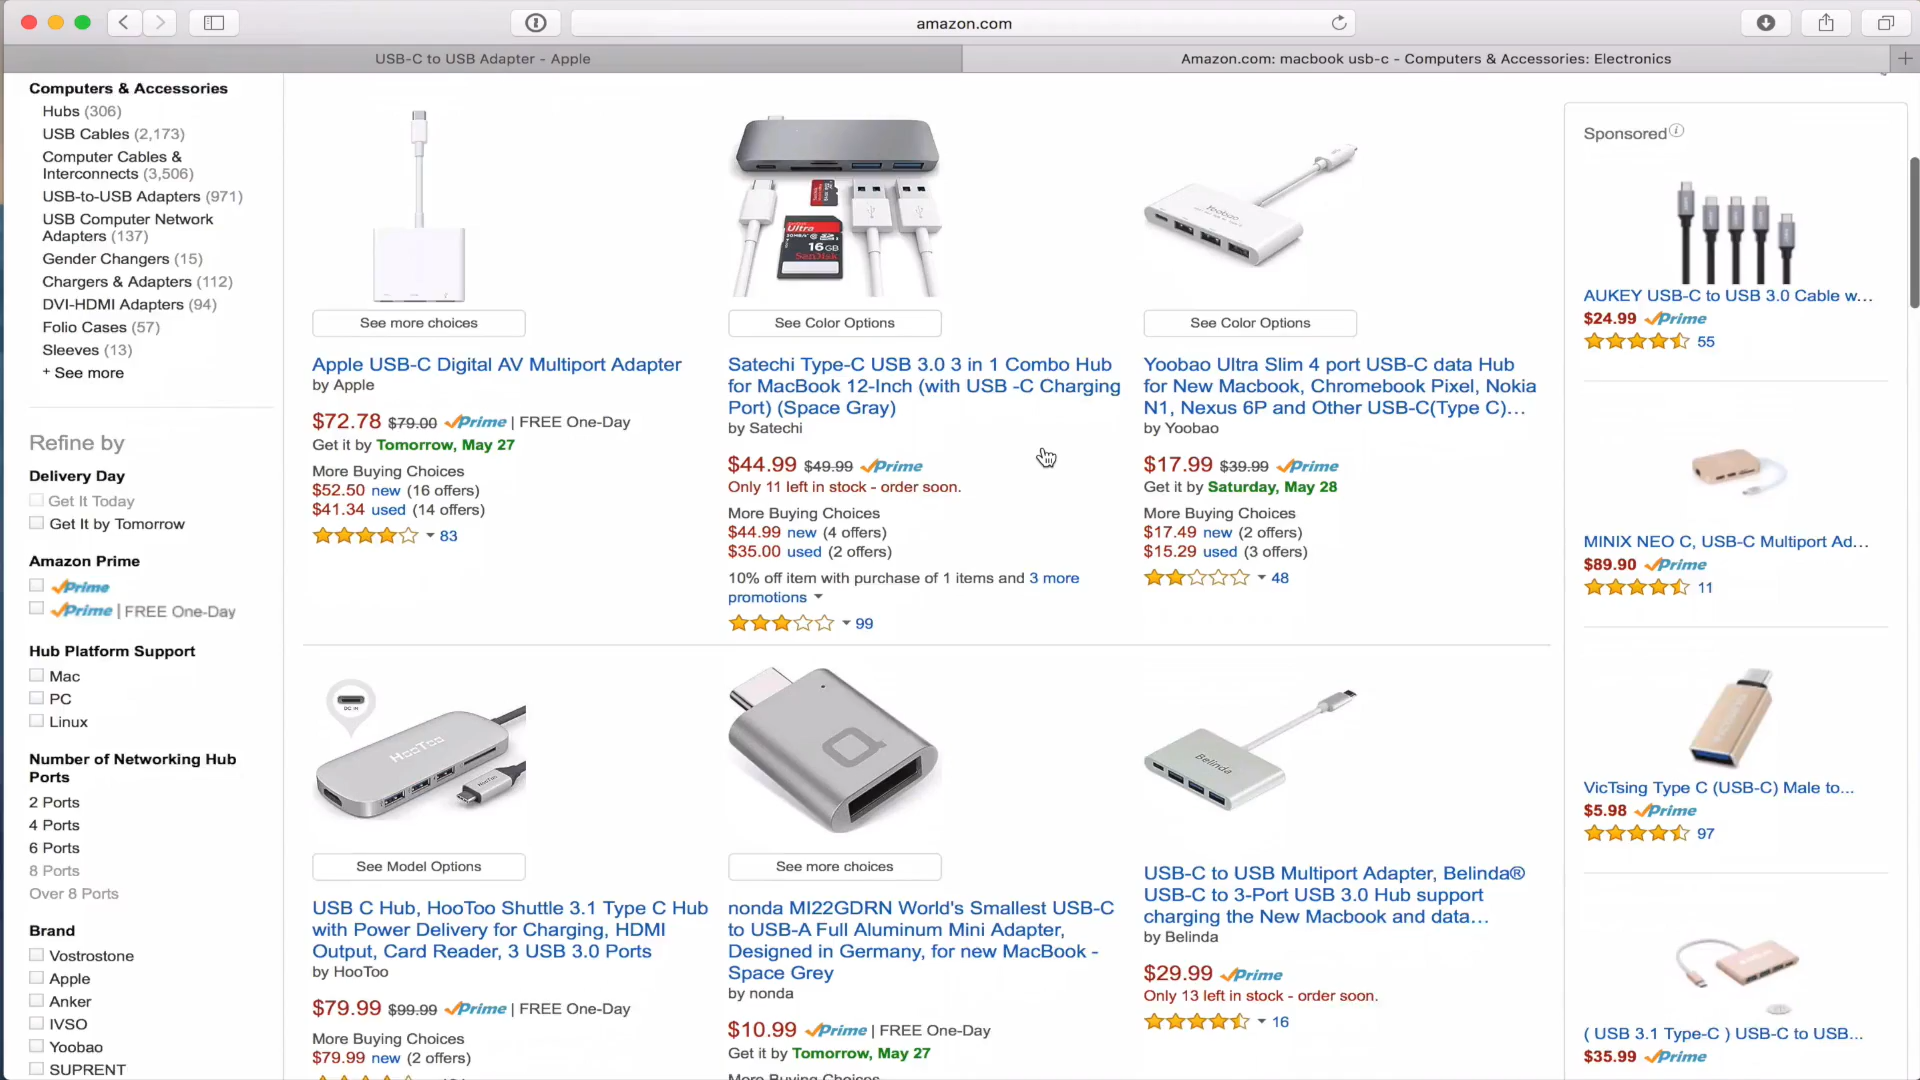 amazon.com
USB-C to USB Adapter - Apple
Amazon.com: macbook usb-c - Computers & Accessories: Electronics
Computers & Accessories
Hubs (306)
USB Cables (2,173)
Computer Cables &
Interconnects (3,506)
USB-to-USB Adapters (971)
USB Computer Network
Adapters (137)
Gender Changers (15)
Chargers & Adapters (112)
DVI-HDMI Adapters (94)
Folio Cases (57)
Sleeves (13)
+ See more
Refine by
Delivery Day
Get It Today
Get It by Tomorrow
Amazon Prime
Prime
Prime | FREE One-Day
Hub Platform Support
Mac
PC
Linux
Number of Networking Hub
Ports
2 Ports
4 Ports
6 Ports
8 Ports
Over 8 Ports
Brand
Vostrostone
Apple
Anker
IVSO
Yoobao
SUPRENT
See more choices
Apple USB-C Digital AV Multiport Adapter
by Apple
$72.78 $79.00 Prime | FREE One-Day
Get it by Tomorrow, May 27
More Buying Choices
$52.50 new (16 offers)
$41.34 used (14 offers)
83
Ultra
16 GB
SanDisk
See Color Options
Satechi Type-C USB 3.0 3 in 1 Combo Hub
for MacBook 12-Inch (with USB -C Charging
Port) (Space Gray)
by Satechi
$44.99 $49.99 Prime
Only 11 left in stock - order soon.
More Buying Choices
$44.99 new (4 offers)
$35.00 used (2 offers)
10% off item with purchase of 1 items and 3 more
promotions
99
Yoobao
See Color Options
Yoobao Ultra Slim 4 port USB-C data Hub
for New Macbook, Chromebook Pixel, Nokia
N1, Nexus 6P and Other USB-C(Type C)...
by Yoobao
$17.99 $39.99 Prime
Get it by Saturday, May 28
More Buying Choices
$17.49 new (2 offers)
$15.29 used (3 offers)
48
DC IN
HooToo
HooToo
See Model Options
USB C Hub, HooToo Shuttle 3.1 Type C Hub
with Power Delivery for Charging, HDMI
Output, Card Reader, 3 USB 3.0 Ports
by HooToo
$79.99 $99.99 Prime | FREE One-Day
More Buying Choices
$79.99 new (2 offers)
See more choices
nonda MI22GDRN World's Smallest USB-C
to USB-A Full Aluminum Mini Adapter,
Designed in Germany, for new MacBook -
Space Grey
by nonda
$10.99 Prime | FREE One-Day
Get it by Tomorrow, May 27
More Buying Choices
Belinda
USB-C to USB Multiport Adapter, Belinda®
USB-C to 3-Port USB 3.0 Hub support
charging the New Macbook and data...
by Belinda
$29.99 Prime
Only 13 left in stock - order soon.
16
Sponsored
AUKEY USB-C to USB 3.0 Cable w...
$24.99 Prime
55
MINIX NEO C, USB-C Multiport Ad...
$89.90 Prime
11
VicTsing Type C (USB-C) Male to...
$5.98 Prime
97
( USB 3.1 Type-C ) USB-C to USB...
$35.99 Prime